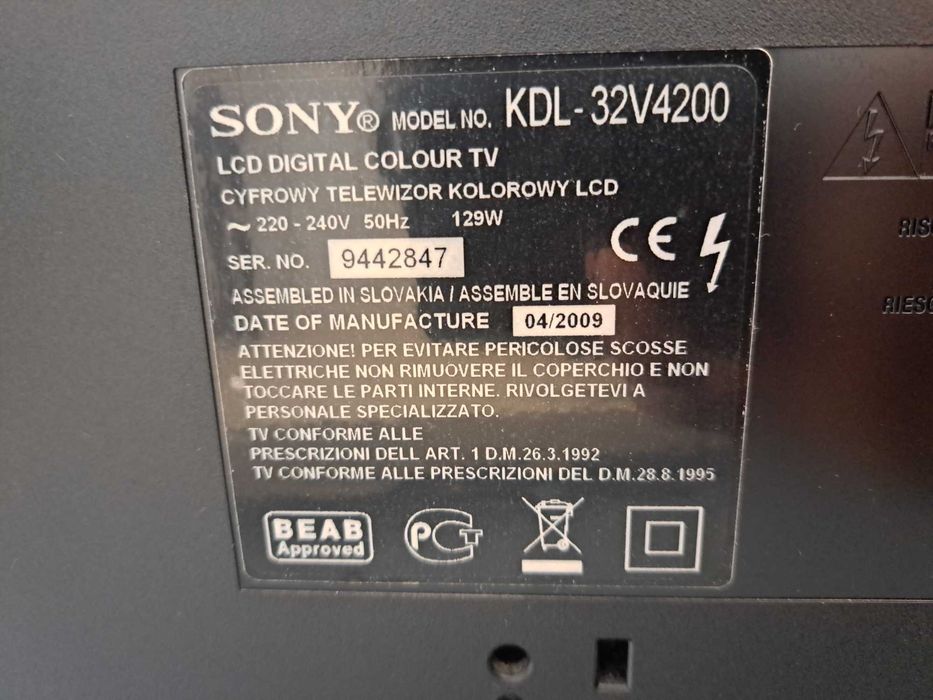 SONY® MODEL NO. KDL-32V4200
LCD DIGITAL COLOUR TV
CYFROWY TELEWIZOR KOLOROWY LCD
~ 220 - 240V 50Hz 129W
CE
SER. NO. 9442847
ASSEMBLED IN SLOVAKIA / ASSEMBLE EN SLOVAQUIE
DATE OF MANUFACTURE 04/2009
ATTENZIONE! PER EVITARE PERICOLOSE SCOSSE
ELETTRICHE NON RIMUOVERE IL COPERCHIO E NON
TOCCARE LE PARTI INTERNE. RIVOLGETEVI A
PERSONALE SPECIALIZZATO.
TV CONFORME ALLE
PRESCRIZIONI DELL ART. 1 D.M.26.3.1992
TV CONFORME ALLE PRESCRIZIONI DEL D.M.28.8.1995
BEAB
Approved
PCT